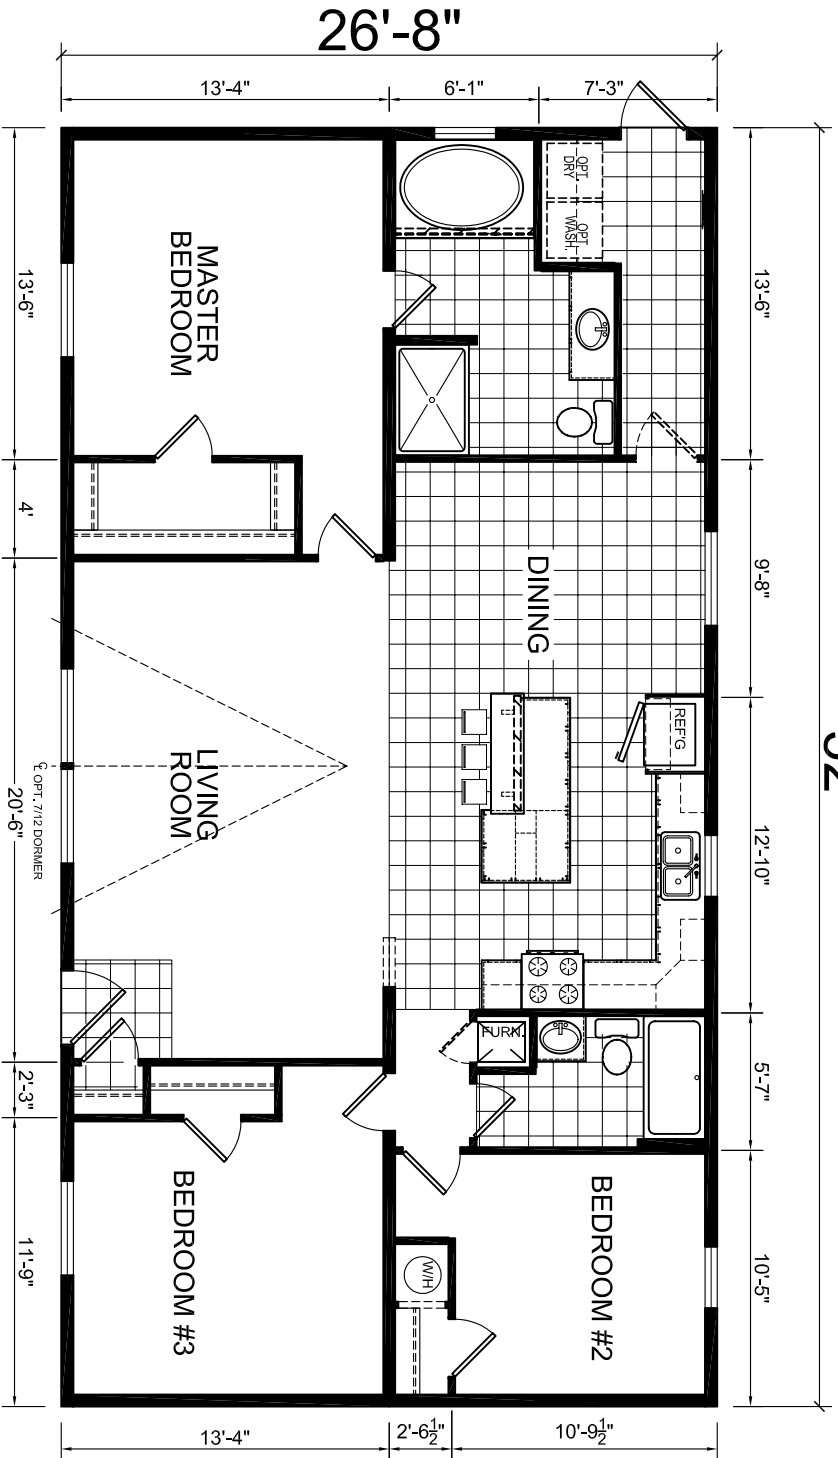 26'-8"
13'-4"
6'-1"
7'-3"
OPT.
DRY
OPT.
WASH.
MASTER
BEDROOM
13'-6"
13'-6"
4'
9'-8"
DINING
REF'G
LIVING
ROOM
℄ OPT. 7/12 DORMER
20'-6"
12'-10"
FURN.
2'-3"
5'-7"
BEDROOM #3
BEDROOM #2
W/H
11'-9"
10'-5"
13'-4"
2'-6½"
10'-9½"